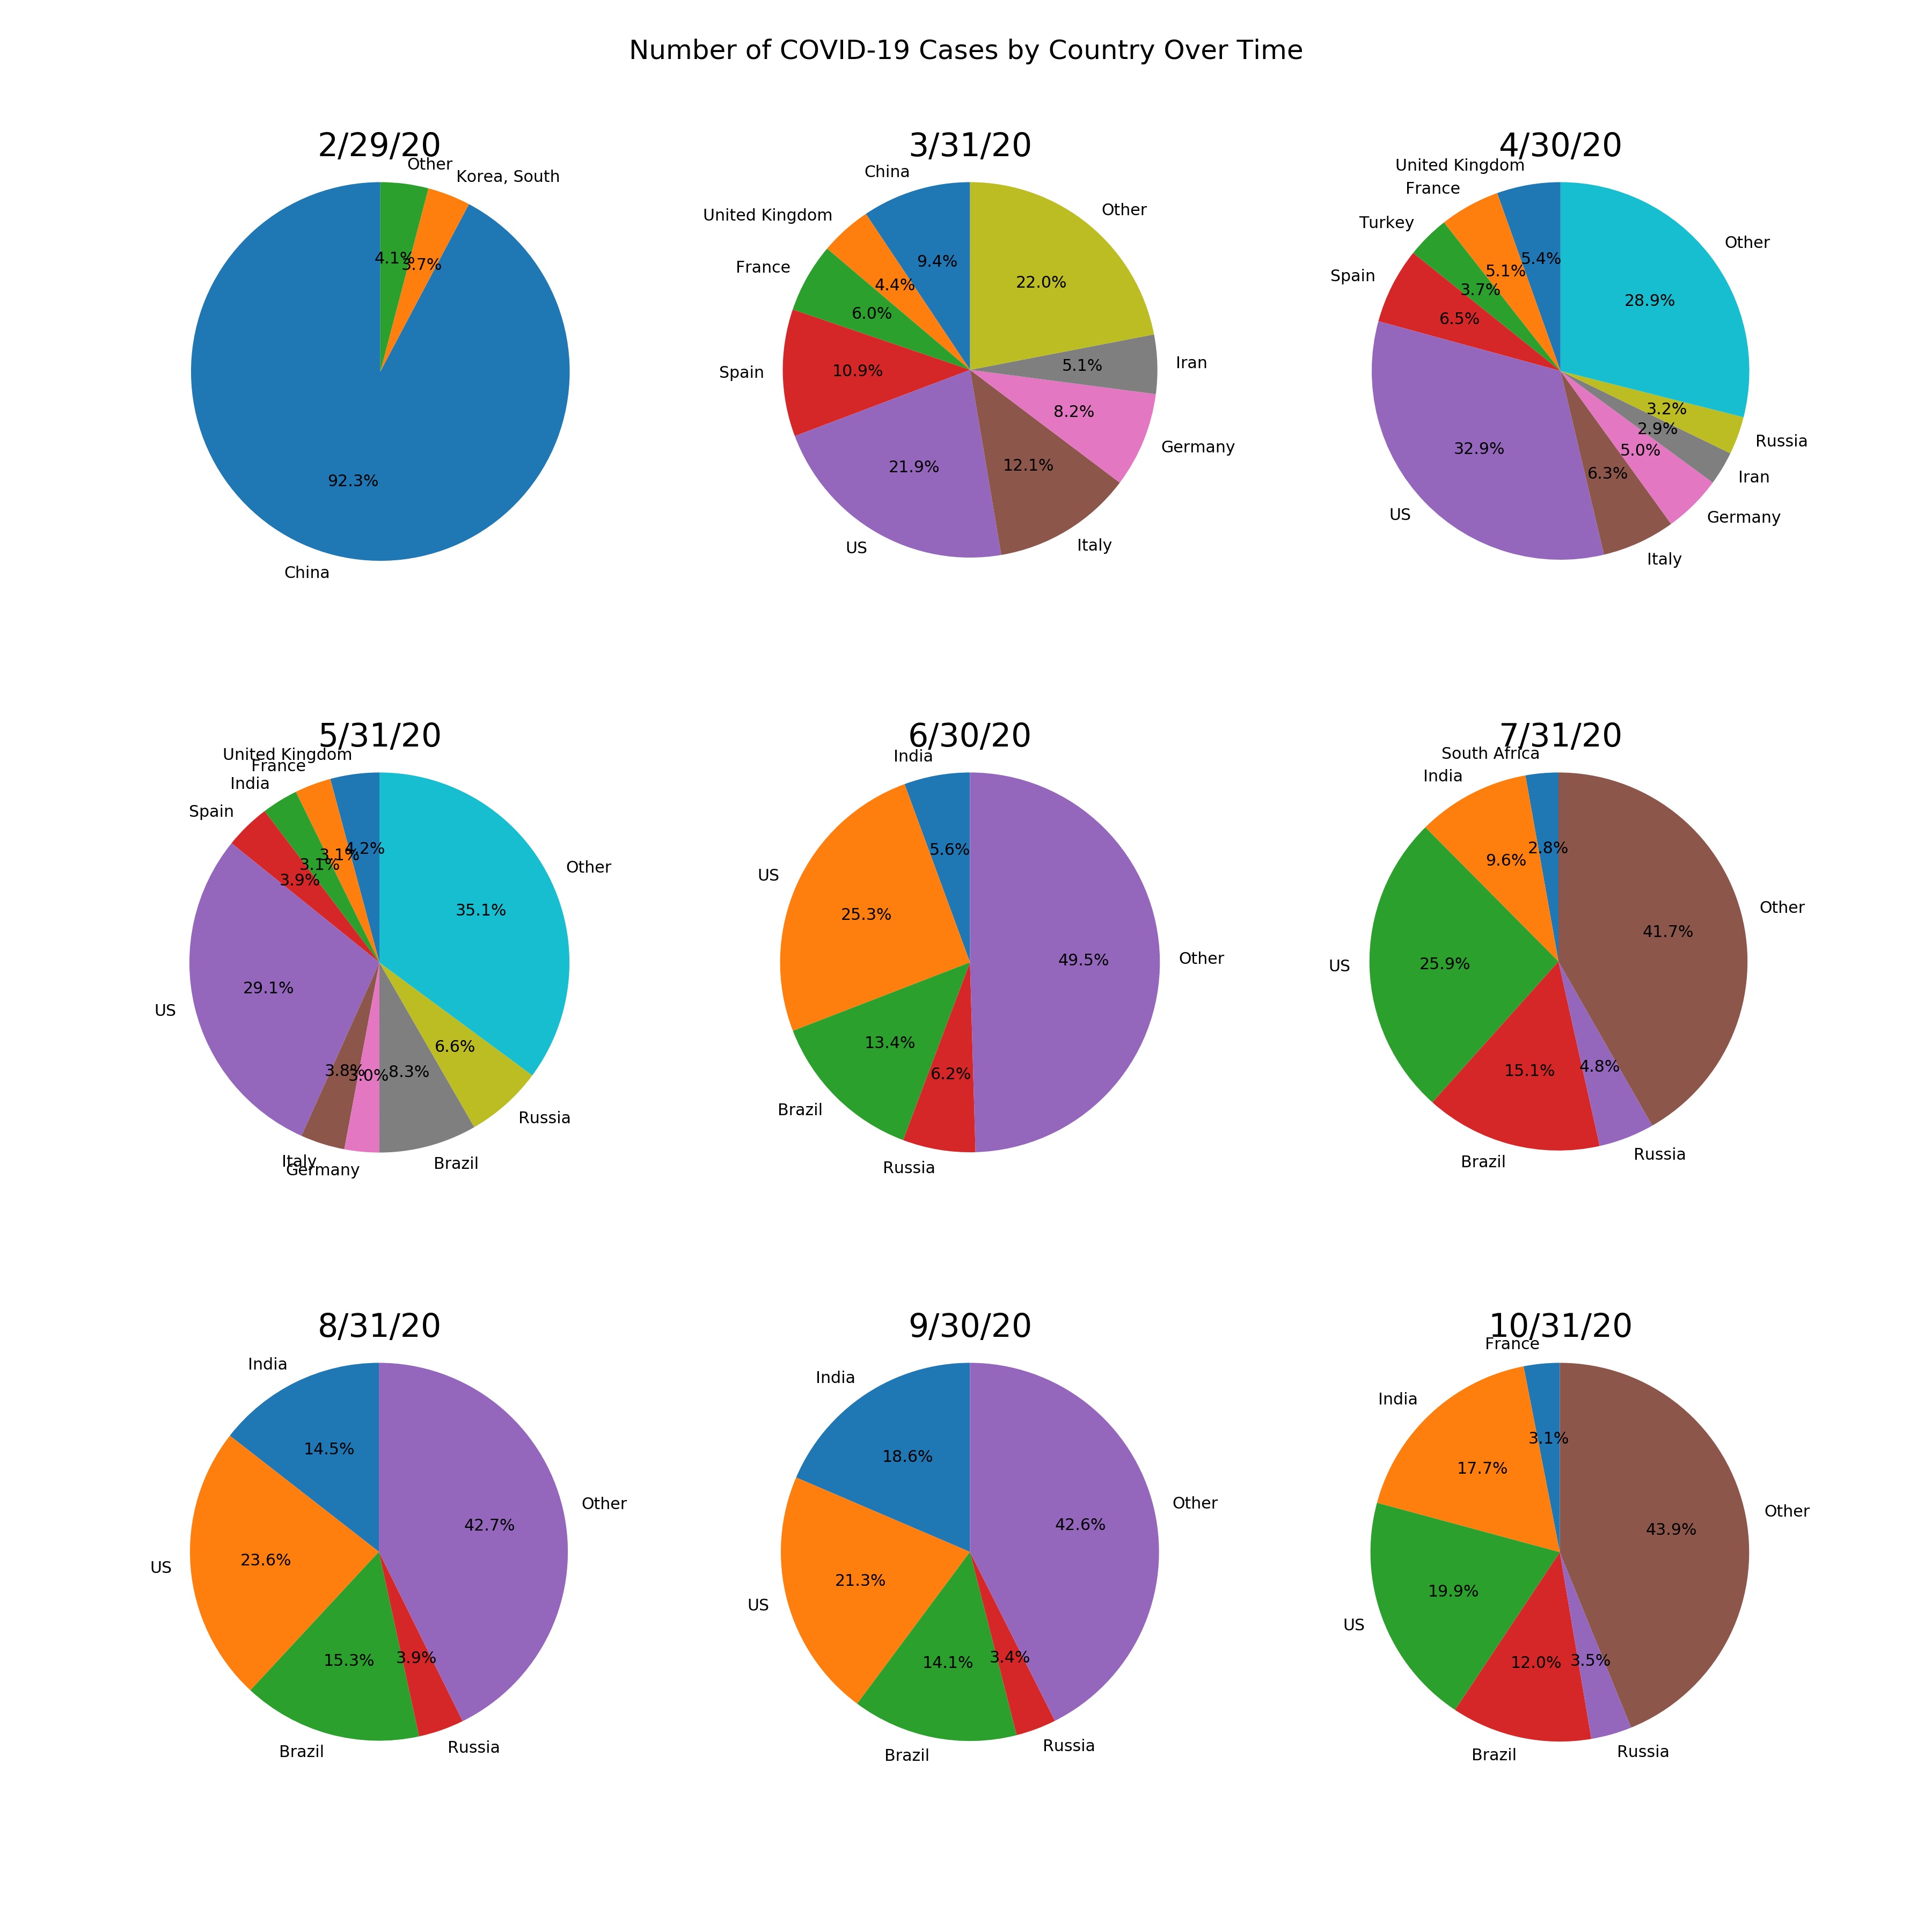 Number of COVID-19 Cases by Country Over Time
2/29/20
Other
Korea, South
4.1%
3.7%
92.3%
China
3/31/20
China
United Kingdom
Other
France
9.4%
4.4%
22.0%
6.0%
Spain
10.9%
5.1%
Iran
8.2%
Germany
21.9%
12.1%
US
Italy
4/30/20
United Kingdom
France
Turkey
Other
Spain
5.4%
5.1%
3.7%
28.9%
6.5%
3.2%
2.9%
Russia
32.9%
5.0%
6.3%
Iran
US
Germany
Italy
5/31/20
United Kingdom
France
India
Spain
4.2%
3.1%
3.1%
3.9%
Other
35.1%
29.1%
US
6.6%
3.8%
3.0%
8.3%
Russia
Italy
Germany
Brazil
6/30/20
India
5.6%
US
25.3%
49.5%
Other
13.4%
6.2%
Brazil
Russia
7/31/20
South Africa
India
2.8%
9.6%
Other
41.7%
US
25.9%
15.1%
4.8%
Brazil
Russia
8/31/20
India
14.5%
Other
42.7%
US
23.6%
15.3%
3.9%
Brazil
Russia
9/30/20
India
18.6%
Other
42.6%
21.3%
US
14.1%
3.4%
Brazil
Russia
10/31/20
France
India
3.1%
17.7%
Other
43.9%
19.9%
US
12.0%
3.5%
Brazil
Russia